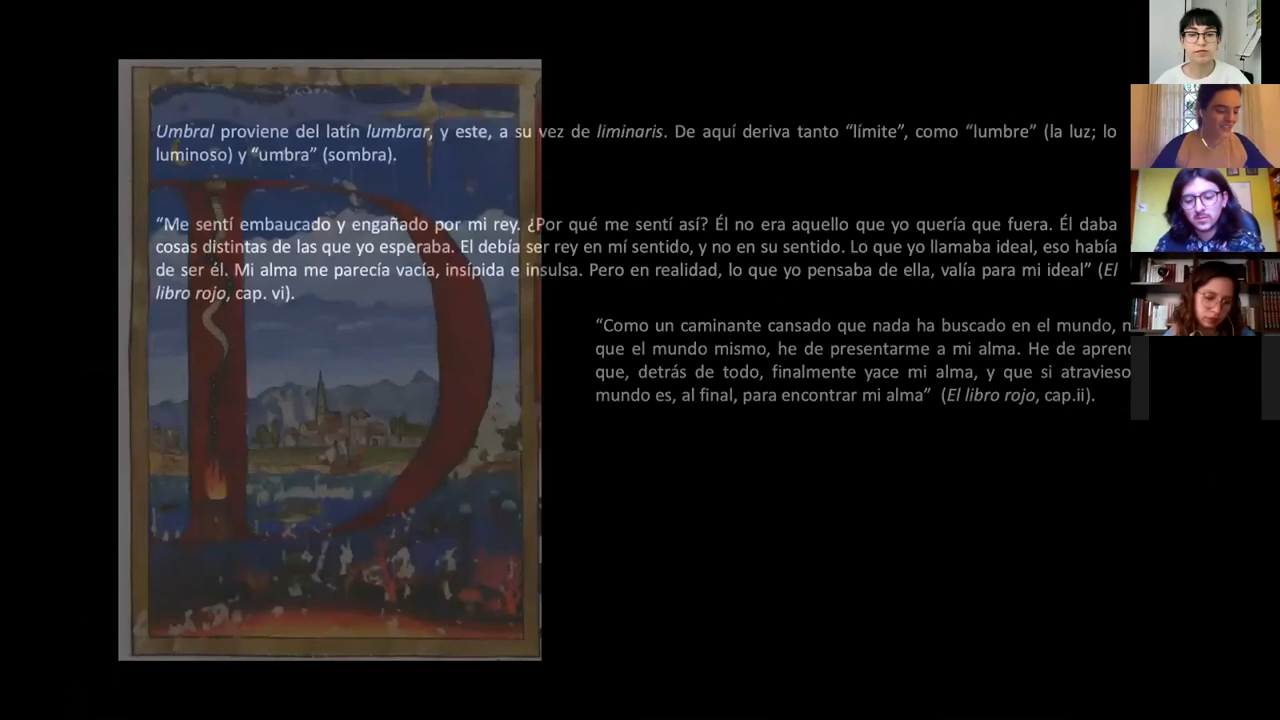 Umbral proviene del latín lumbrar, y este, a su vez de liminaris. De aquí deriva tanto “límite”, como “lumbre” (la luz; lo
luminoso) y “umbra” (sombra).
“Me sentí embaucado y engañado por mi rey. ¿Por qué me sentí así? Él no era aquello que yo quería que fuera. Él daba
cosas distintas de las que yo esperaba. El debía ser rey en mí sentido, y no en su sentido. Lo que yo llamaba ideal, eso había
de ser él. Mi alma me parecía vacía, insípida e insulsa. Pero en realidad, lo que yo pensaba de ella, valía para mi ideal” (El
libro rojo, cap. vi).
“Como un caminante cansado que nada ha buscado en el mundo,
que el mundo mismo, he de presentarme a mi alma. He de
que, detrás de todo, finalmente yace mi alma, y que si atravieso
mundo es, al final, para encontrar mi alma” (El libro rojo, cap.ii).